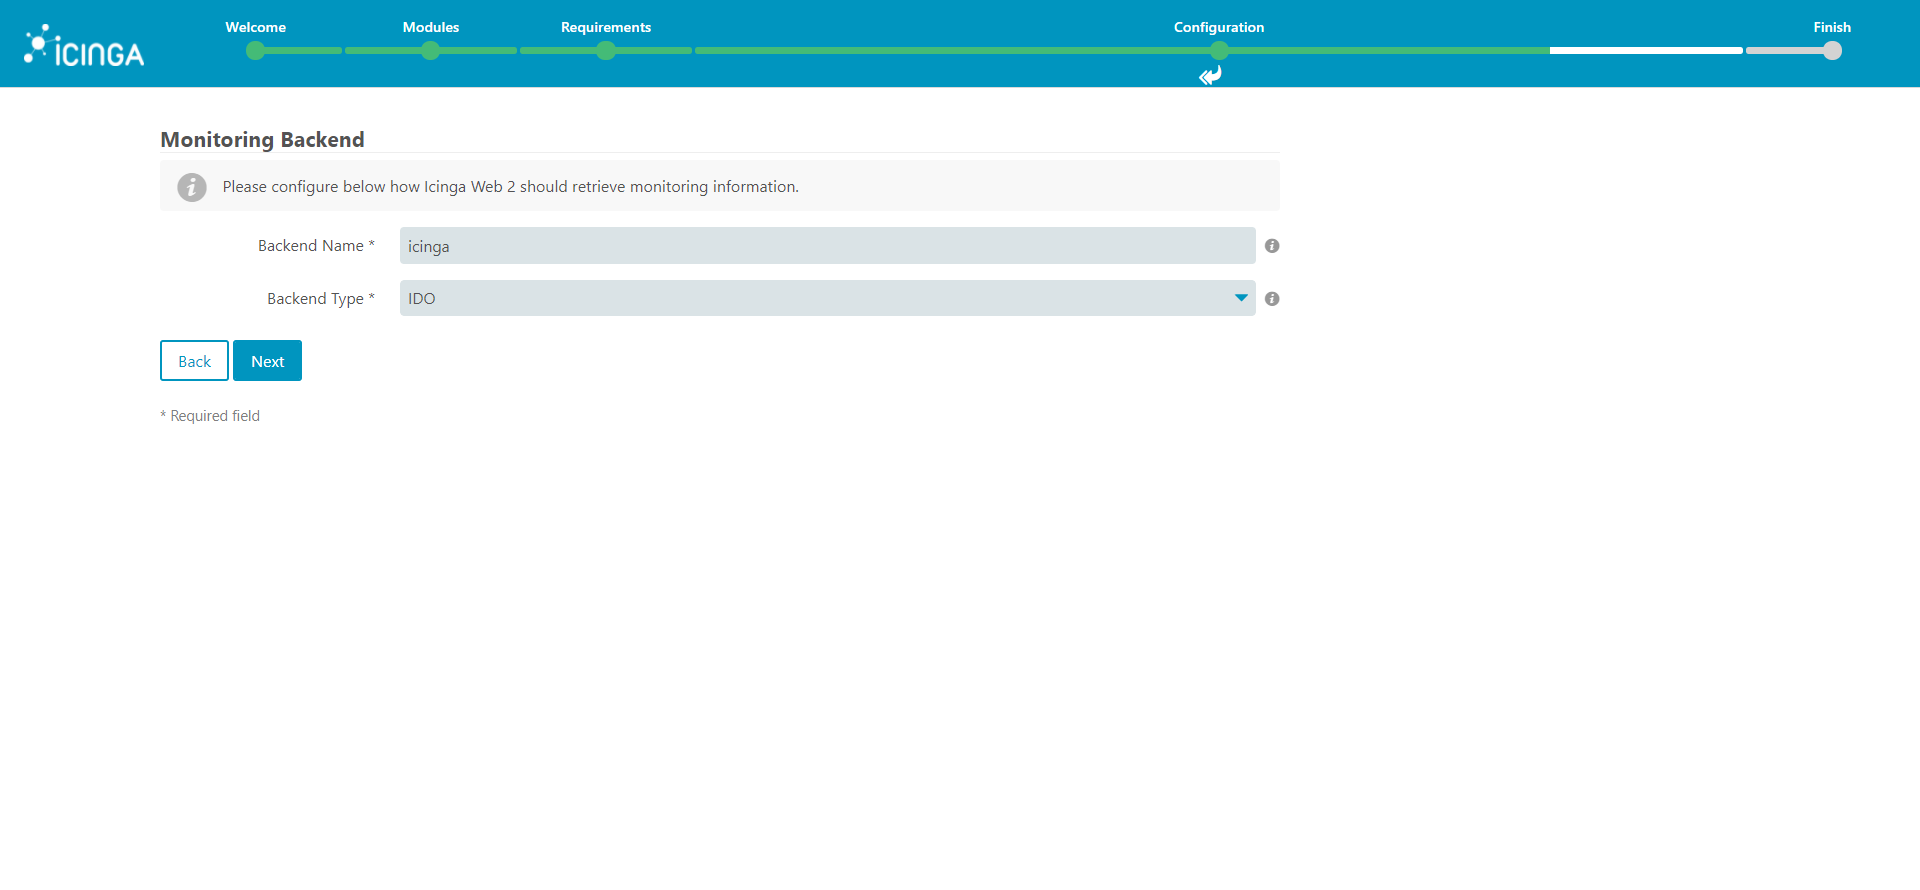 Welcome Modules Requirements Configuration Finish
ICINGA
Monitoring Backend
Please configure below how Icinga Web 2 should retrieve monitoring information.
Backend Name * icinga
Backend Type * IDO
Back Next
* Required field